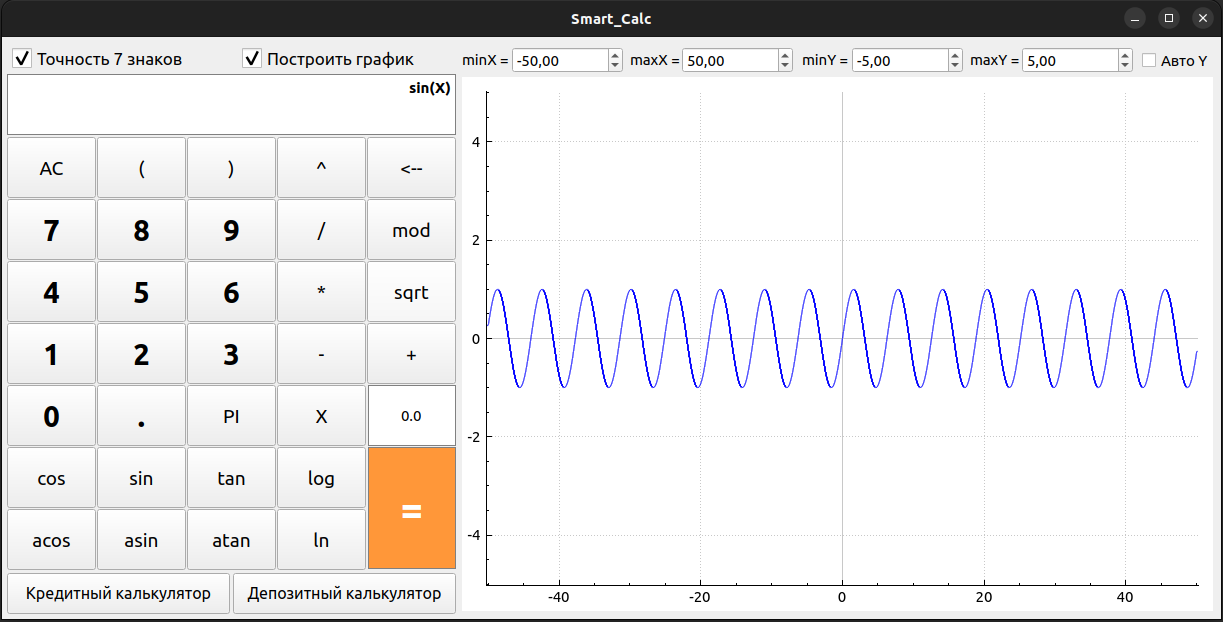 Smart_Calc
Точность 7 знаков Построить график minX = -50,00 maxX = 50,00 minY = -5,00 maxY = 5,00 Авто Y
sin(X)
AC ( ) ^ <--
7 8 9 / mod
4 5 6 * sqrt
1 2 3 - +
0 . PI X 0.0
cos sin tan log
=
acos asin atan ln
Кредитный калькулятор Депозитный калькулятор
4
2
0
-2
-4
-40 -20 0 20 40